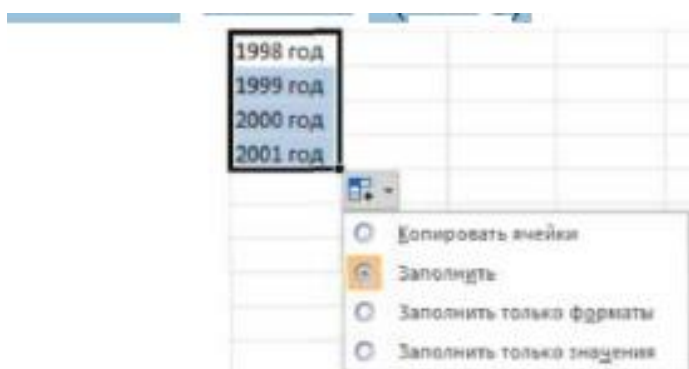 1998 год
1999 год
2000 год
2001 год
Копировать ячейки
Заполнить
Заполнить только форматы
Заполнить только значения